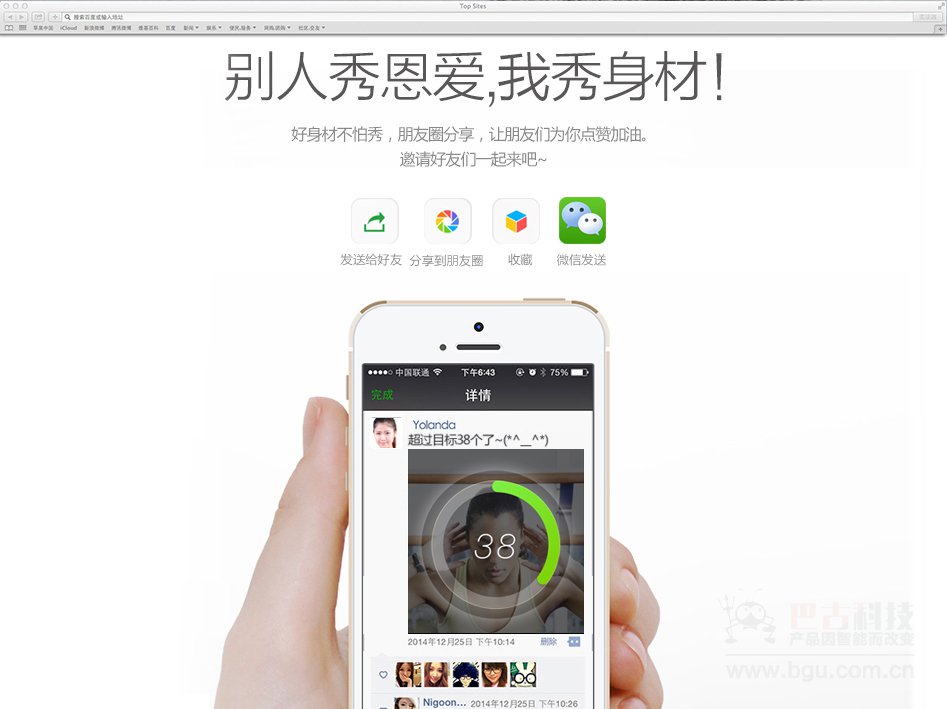 Top Sites
搜索百度或输入地址
苹果中国 iCloud 新浪微博 腾讯微博 维基百科 百度 新闻 娱乐 便民.服务 网购.团购 社区.交友
别人秀恩爱,我秀身材!
好身材不怕秀，朋友圈分享，让朋友们为你点赞加油。
邀请好友们一起来吧~
发送给好友 分享到朋友圈 收藏 微信发送
中国联通 下午6:43 75%
完成 详情
Yolanda
超过目标38个了~(*^__^*)
38
2014年12月25日 下午10:14 删除
Nigoon... 2014年12月25日 下午10:26
巴古科技
产品因智能而改变
www.bgu.com.cn